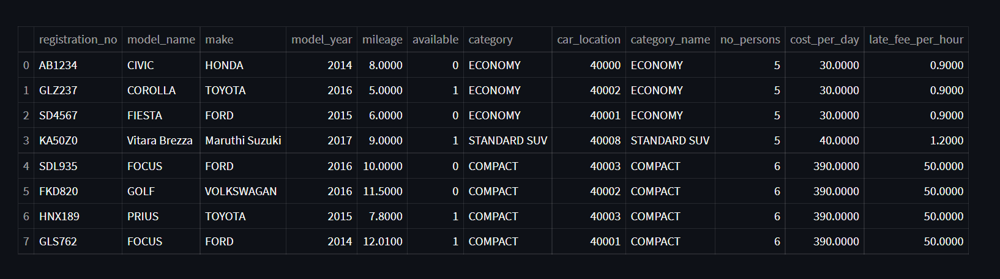 registration_no model_name make model_year mileage available category car_location category_name no_persons cost_per_day late_fee_per_hour
0 AB1234 CIVIC HONDA 2014 8.0000 0 ECONOMY 40000 ECONOMY 5 30.0000 0.9000
1 GLZ237 COROLLA TOYOTA 2016 5.0000 1 ECONOMY 40002 ECONOMY 5 30.0000 0.9000
2 SD4567 FIESTA FORD 2015 6.0000 0 ECONOMY 40001 ECONOMY 5 30.0000 0.9000
3 KA50Z0 Vitara Brezza Maruthi Suzuki 2017 9.0000 1 STANDARD SUV 40008 STANDARD SUV 5 40.0000 1.2000
4 SDL935 FOCUS FORD 2016 10.0000 0 COMPACT 40003 COMPACT 6 390.0000 50.0000
5 FKD820 GOLF VOLKSWAGAN 2016 11.5000 0 COMPACT 40002 COMPACT 6 390.0000 50.0000
6 HNX189 PRIUS TOYOTA 2015 7.8000 1 COMPACT 40003 COMPACT 6 390.0000 50.0000
7 GLS762 FOCUS FORD 2014 12.0100 1 COMPACT 40001 COMPACT 6 390.0000 50.0000